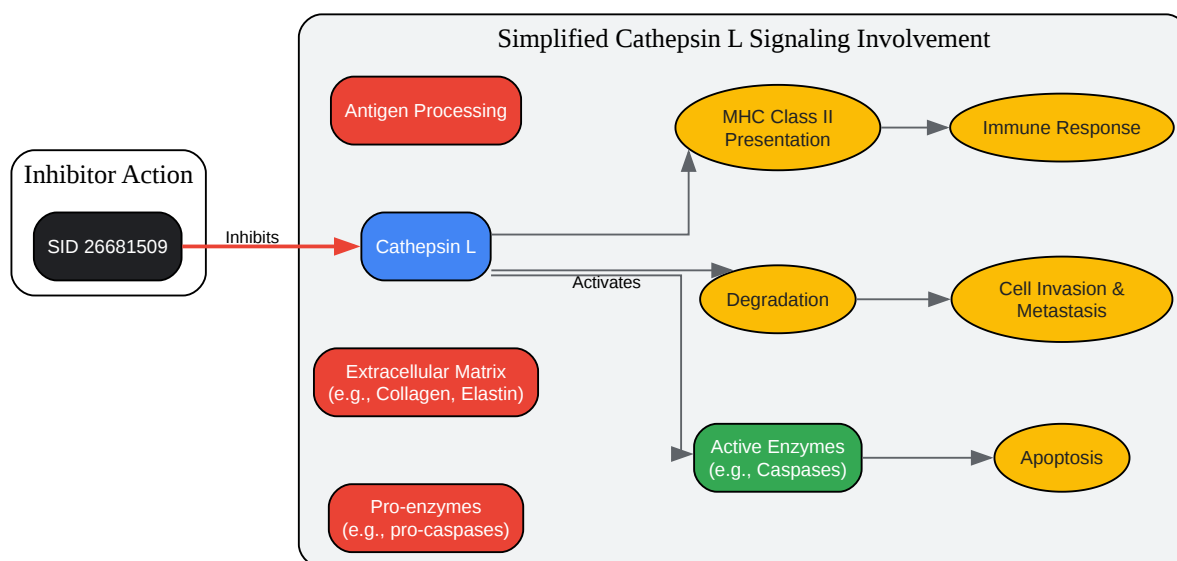 Simplified Cathepsin L Signaling Involvement
Antigen Processing
MHC Class II
Presentation
Immune Response
Inhibitor Action
SID 26681509
Inhibits
Cathepsin L
Activates
Degradation
Cell Invasion &
Metastasis
Extracellular Matrix
(e.g., Collagen, Elastin)
Active Enzymes
(e.g., Caspases)
Apoptosis
Pro-enzymes
(e.g., pro-caspases)